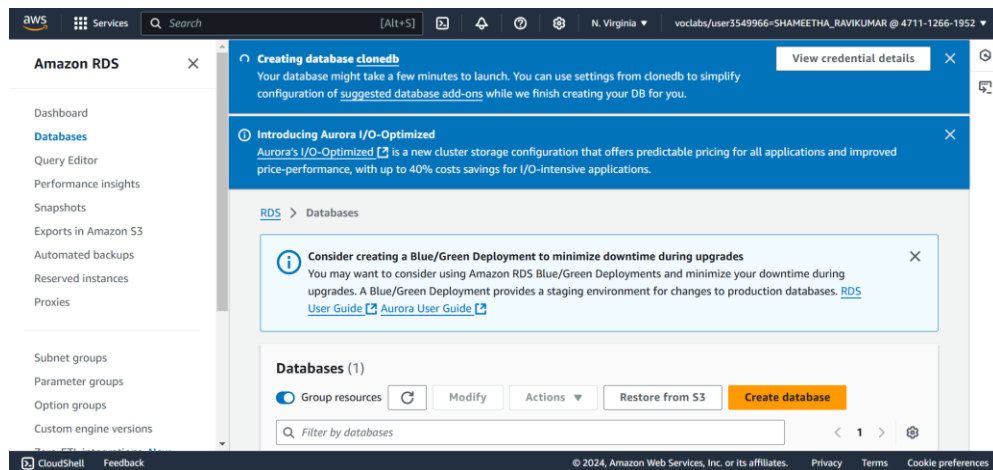 aws Services Search [Alt+S] N. Virginia ▼ voclabs/user3549966=SHAMEETHA_RAVIKUMAR @ 4711-1266-1952 ▼
Amazon RDS
Dashboard
Databases
Query Editor
Performance insights
Snapshots
Exports in Amazon S3
Automated backups
Reserved instances
Proxies
Subnet groups
Parameter groups
Option groups
Custom engine versions
Creating database clonedb
View credential details
Your database might take a few minutes to launch. You can use settings from clonedb to simplify
configuration of suggested database add-ons while we finish creating your DB for you.
Introducing Aurora I/O-Optimized
Aurora's I/O-Optimized is a new cluster storage configuration that offers predictable pricing for all applications and improved
price-performance, with up to 40% costs savings for I/O-intensive applications.
RDS > Databases
Consider creating a Blue/Green Deployment to minimize downtime during upgrades
You may want to consider using Amazon RDS Blue/Green Deployments and minimize your downtime during
upgrades. A Blue/Green Deployment provides a staging environment for changes to production databases. RDS
User Guide Aurora User Guide
Databases (1)
Group resources Modify Actions ▼ Restore from S3 Create database
Filter by databases < 1 >
CloudShell Feedback © 2024, Amazon Web Services, Inc. or its affiliates. Privacy Terms Cookie preferences